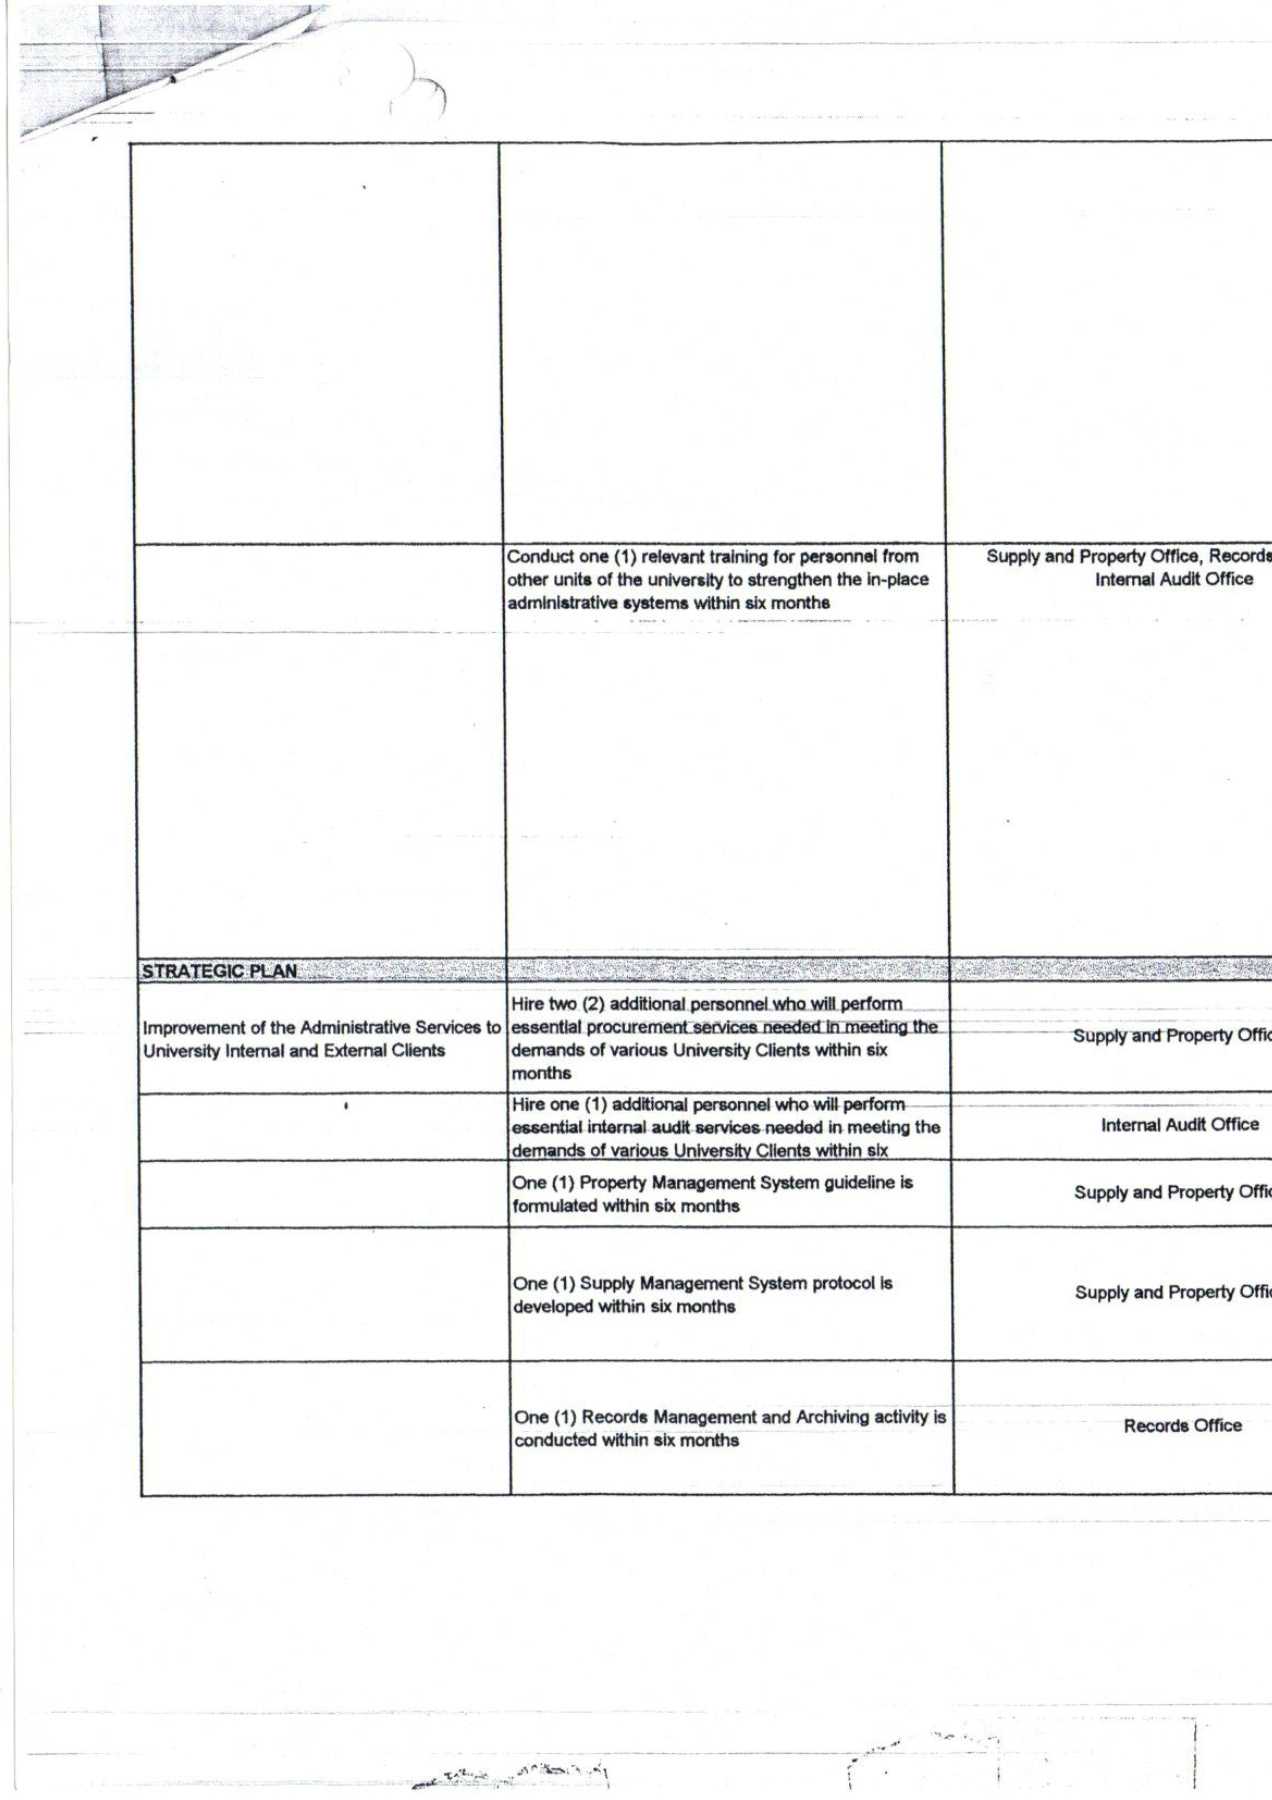 Conduct one (1) relevant training for personnel from
other units of the university to strengthen the in-place
administrative systems within six months
Supply and Property Office, Records
Internal Audit Office
STRATEGIC PLAN
Improvement of the Administrative Services to
University Internal and External Clients
Hire two (2) additional personnel who will perform
essential procurement services needed in meeting the
demands of various University Clients within six
months
Supply and Property Offic
Hire one (1) additional personnel who will perform
essential internal audit services needed in meeting the
demands of various University Clients within six
Internal Audit Office
One (1) Property Management System guideline is
formulated within six months
Supply and Property Offic
One (1) Supply Management System protocol is
developed within six months
Supply and Property Offic
One (1) Records Management and Archiving activity is
conducted within six months
Records Office